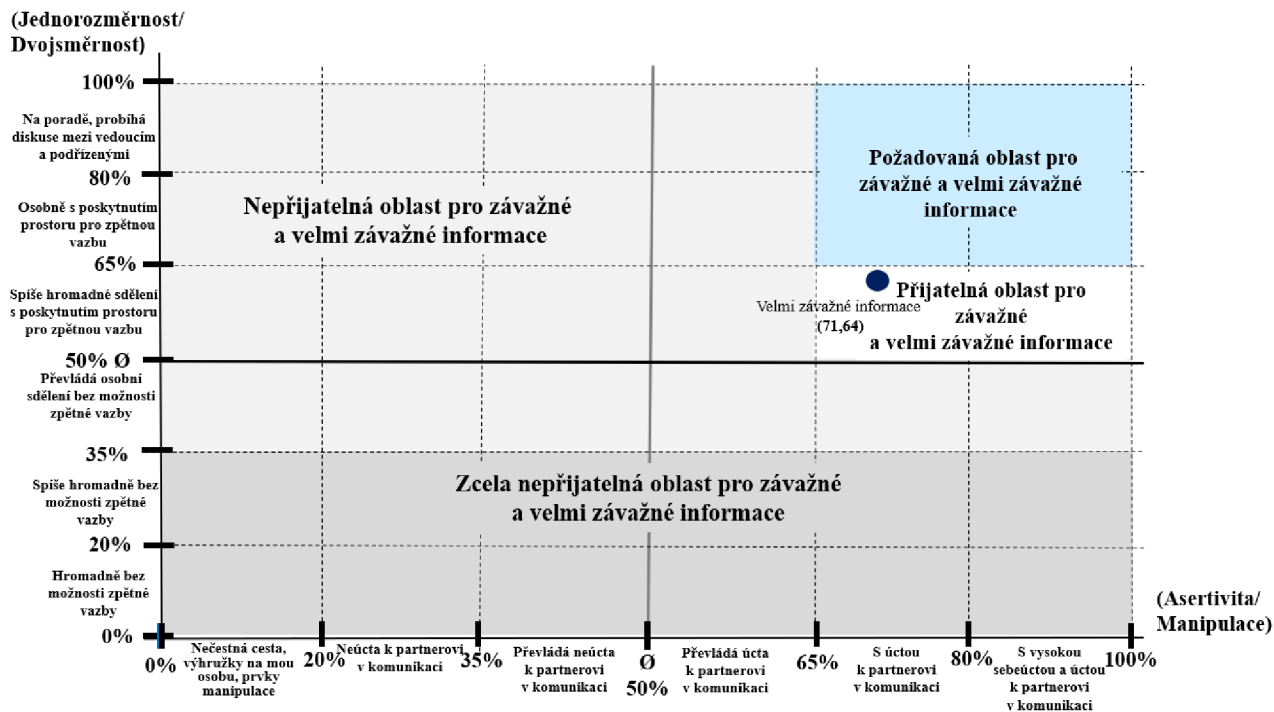 (Jednorozměrnost/
Dvojsměrnost)
100%
Na poradě, probíhá
diskuse mezi vedoucím
a podřízenými
80%
Osobně s poskytnutím
prostoru pro zpětnou
vazbu
65%
Spíše hromadné sdělení
s poskytnutím prostoru
pro zpětnou vazbu
50% Ø
Převládá osobní
sdělení bez možnosti
zpětné vazby
35%
Spíše hromadně bez
možnosti zpětné
vazby
20%
Hromadně bez
možnosti zpětné
vazby
0%
Nepřijatelná oblast pro závažné
a velmi závažné informace
Požadovaná oblast pro
závažné a velmi závažné
informace
Velmi závažné informace
(71,64)
Přijatelná oblast pro
závažné
a velmi závažné informace
Zcela nepřijatelná oblast pro závažné
a velmi závažné informace
(Asertivita/
Manipulace)
0%
Nečestná cesta,
výhružky na mou
osobu, prvky
manipulace
20%
Neúcta k partnerovi
v komunikaci
35%
Převládá neúcta
k partnerovi
v komunikaci
Ø
50%
Převládá úcta
k partnerovi
v komunikaci
65%
S úctou
k partnerovi
v komunikaci
80%
S vysokou
sebeúctou a úctou
k partnerovi
v komunikaci
100%